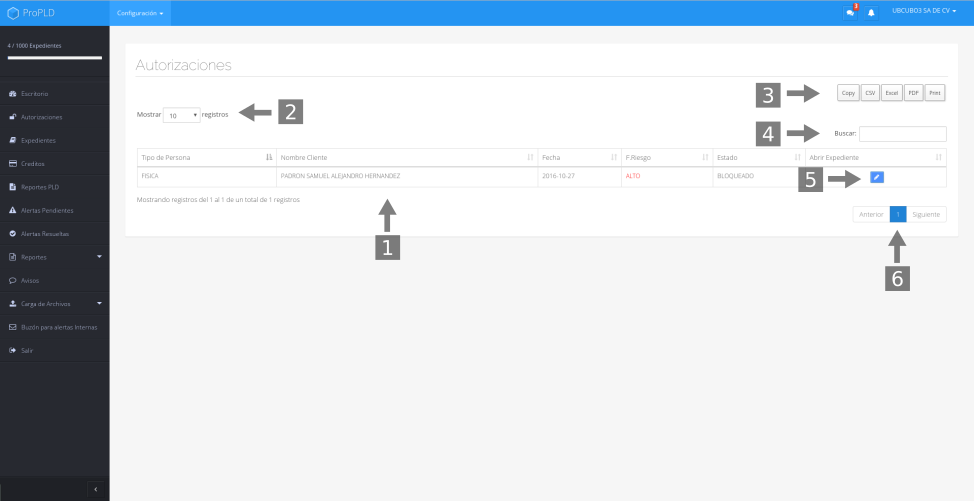 ProPLD
Configuración
3
UBCUBO3 SA DE CV
4 / 1000 Expedientes
Escritorio
Autorizaciones
Expedientes
Creditos
Reportes PLD
Alertas Pendientes
Alertas Resueltas
Reportes
Avisos
Carga de Archivos
Buzón para alertas Internas
Salir
Autorizaciones
3
Copy CSV Excel PDF Print
Mostrar 10 registros
2
4
Buscar:
Tipo de Persona Nombre Cliente Fecha F.Riesgo Estado Abrir Expediente
FISICA PADRON SAMUEL ALEJANDRO HERNANDEZ 2016-10-27 ALTO BLOQUEADO
5
Mostrando registros del 1 al 1 de un total de 1 registros
Anterior 1 Siguiente
1
6